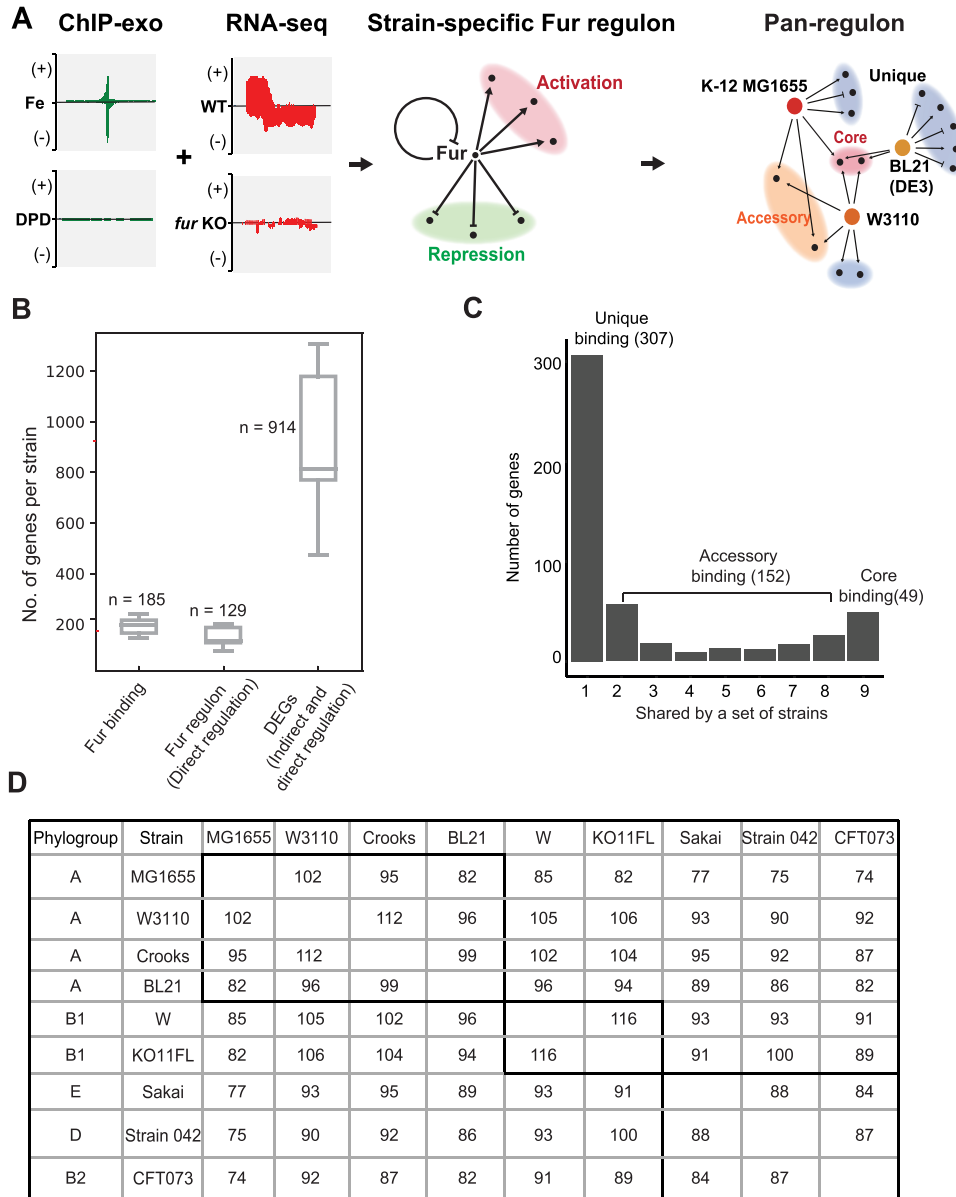 A
ChIP-exo
RNA-seq
Strain-specific Fur regulon
Pan-regulon
(+)
Fe
(-)
(+)
DPD
(-)
+
(+)
WT
(-)
(+)
fur KO
(-)
Activation
Fur
Repression
K-12 MG1655
Unique
Core
BL21
(DE3)
Accessory
W3110
B
No. of genes per strain
1200
1000
800
600
400
200
n = 185
n = 129
n = 914
Fur binding
Fur regulon
(Direct regulation)
DEGs
(Indirect and
direct regulation)
C
Number of genes
300
200
100
0
Unique
binding (307)
Accessory
binding (152)
Core
binding(49)
1 2 3 4 5 6 7 8 9
Shared by a set of strains
D
Phylogroup Strain MG1655 W3110 Crooks BL21 W KO11FL Sakai Strain 042 CFT073
A MG1655 102 95 82 85 82 77 75 74
A W3110 102 112 96 105 106 93 90 92
A Crooks 95 112 99 102 104 95 92 87
A BL21 82 96 99 96 94 89 86 82
B1 W 85 105 102 96 116 93 93 91
B1 KO11FL 82 106 104 94 116 91 100 89
E Sakai 77 93 95 89 93 91 88 84
D Strain 042 75 90 92 86 93 100 88 87
B2 CFT073 74 92 87 82 91 89 84 87